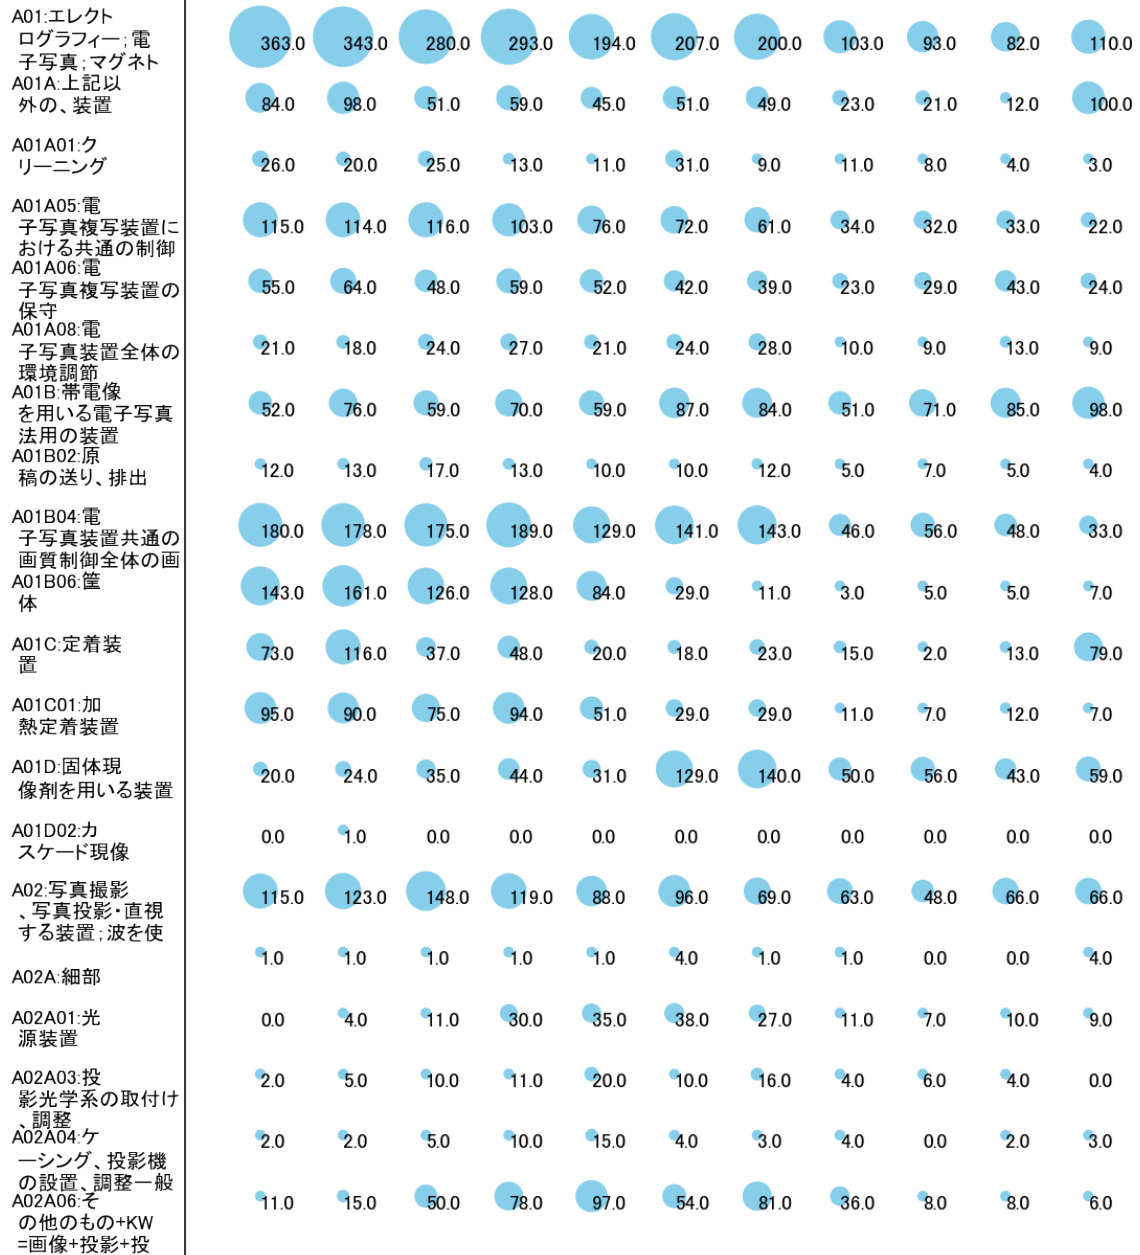 A01:エレクト
ログラフィー;電
子写真;マグネト
363.0 343.0 280.0 293.0 194.0 207.0 200.0 103.0 93.0 82.0 110.0
A01A:上記以
外の、装置
84.0 98.0 51.0 59.0 45.0 51.0 49.0 23.0 21.0 12.0 100.0
A01A01:ク
リーニング
26.0 20.0 25.0 13.0 11.0 31.0 9.0 11.0 8.0 4.0 3.0
A01A05:電
子写真複写装置に
おける共通の制御
115.0 114.0 116.0 103.0 76.0 72.0 61.0 34.0 32.0 33.0 22.0
A01A06:電
子写真複写装置の
保守
55.0 64.0 48.0 59.0 52.0 42.0 39.0 23.0 29.0 43.0 24.0
A01A08:電
子写真装置全体の
環境調節
21.0 18.0 24.0 27.0 21.0 24.0 28.0 10.0 9.0 13.0 9.0
A01B:帯電像
を用いる電子写真
法用の装置
52.0 76.0 59.0 70.0 59.0 87.0 84.0 51.0 71.0 85.0 98.0
A01B02:原
稿の送り、排出
12.0 13.0 17.0 13.0 10.0 10.0 12.0 5.0 7.0 5.0 4.0
A01B04:電
子写真装置共通の
画質制御全体の画
180.0 178.0 175.0 189.0 129.0 141.0 143.0 46.0 56.0 48.0 33.0
A01B06:筐
体
143.0 161.0 126.0 128.0 84.0 29.0 11.0 3.0 5.0 5.0 7.0
A01C:定着装
置
73.0 116.0 37.0 48.0 20.0 18.0 23.0 15.0 2.0 13.0 79.0
A01C01:加
熱定着装置
95.0 90.0 75.0 94.0 51.0 29.0 29.0 11.0 7.0 12.0 7.0
A01D:固体現
像剤を用いる装置
20.0 24.0 35.0 44.0 31.0 129.0 140.0 50.0 56.0 43.0 59.0
A01D02:カ
スケード現像
0.0 1.0 0.0 0.0 0.0 0.0 0.0 0.0 0.0 0.0 0.0
A02:写真撮影
、写真投影・直視
する装置;波を使
115.0 123.0 148.0 119.0 88.0 96.0 69.0 63.0 48.0 66.0 66.0
A02A:細部
1.0 1.0 1.0 1.0 1.0 4.0 1.0 1.0 0.0 0.0 4.0
A02A01:光
源装置
0.0 4.0 11.0 30.0 35.0 38.0 27.0 11.0 7.0 10.0 9.0
A02A03:投
影光学系の取付け
、調整
2.0 5.0 10.0 11.0 20.0 10.0 16.0 4.0 6.0 4.0 0.0
A02A04:ケ
ーシング、投影機
の設置、調整一般
2.0 2.0 5.0 10.0 15.0 4.0 3.0 4.0 0.0 2.0 3.0
A02A06:そ
の他のもの+KW
=画像+投影+投
11.0 15.0 50.0 78.0 97.0 54.0 81.0 36.0 8.0 8.0 6.0